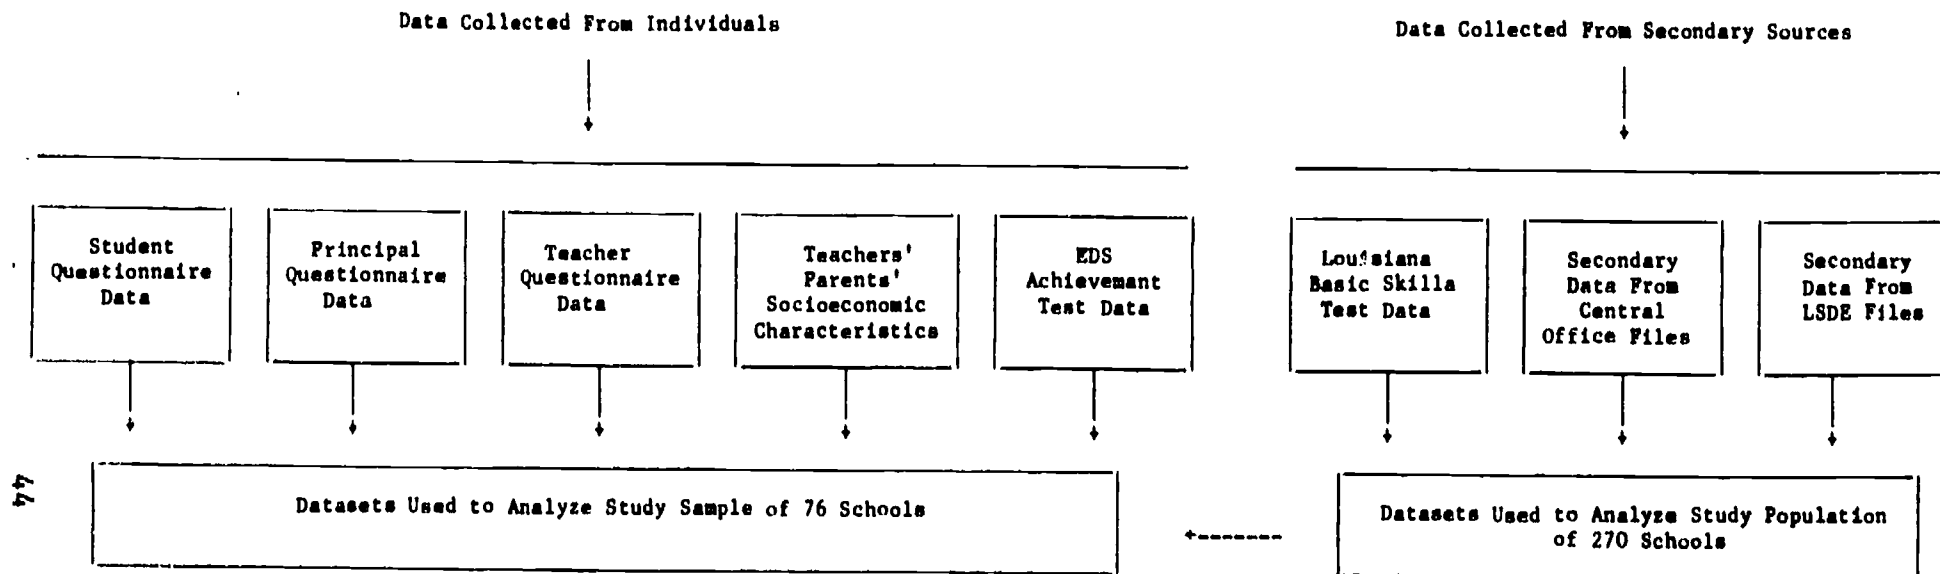 Data Collected From Individuals
Data Collected From Secondary Sources
Student
Questionnaire
Data
Principal
Questionnaire
Data
Teacher
Questionnaire
Data
Teachers'
Parents'
Socioeconomic
Characteristics
EDS
Achievemant
Test Data
Louisiana
Basic Skilla
Test Data
Secondary
Data From
Central
Office Files
Secondary
Data From
LSDE Files
44
Datasets Used to Analyze Study Sample of 76 Schools
Datasets Used to Analyze Study Population
of 270 Schools